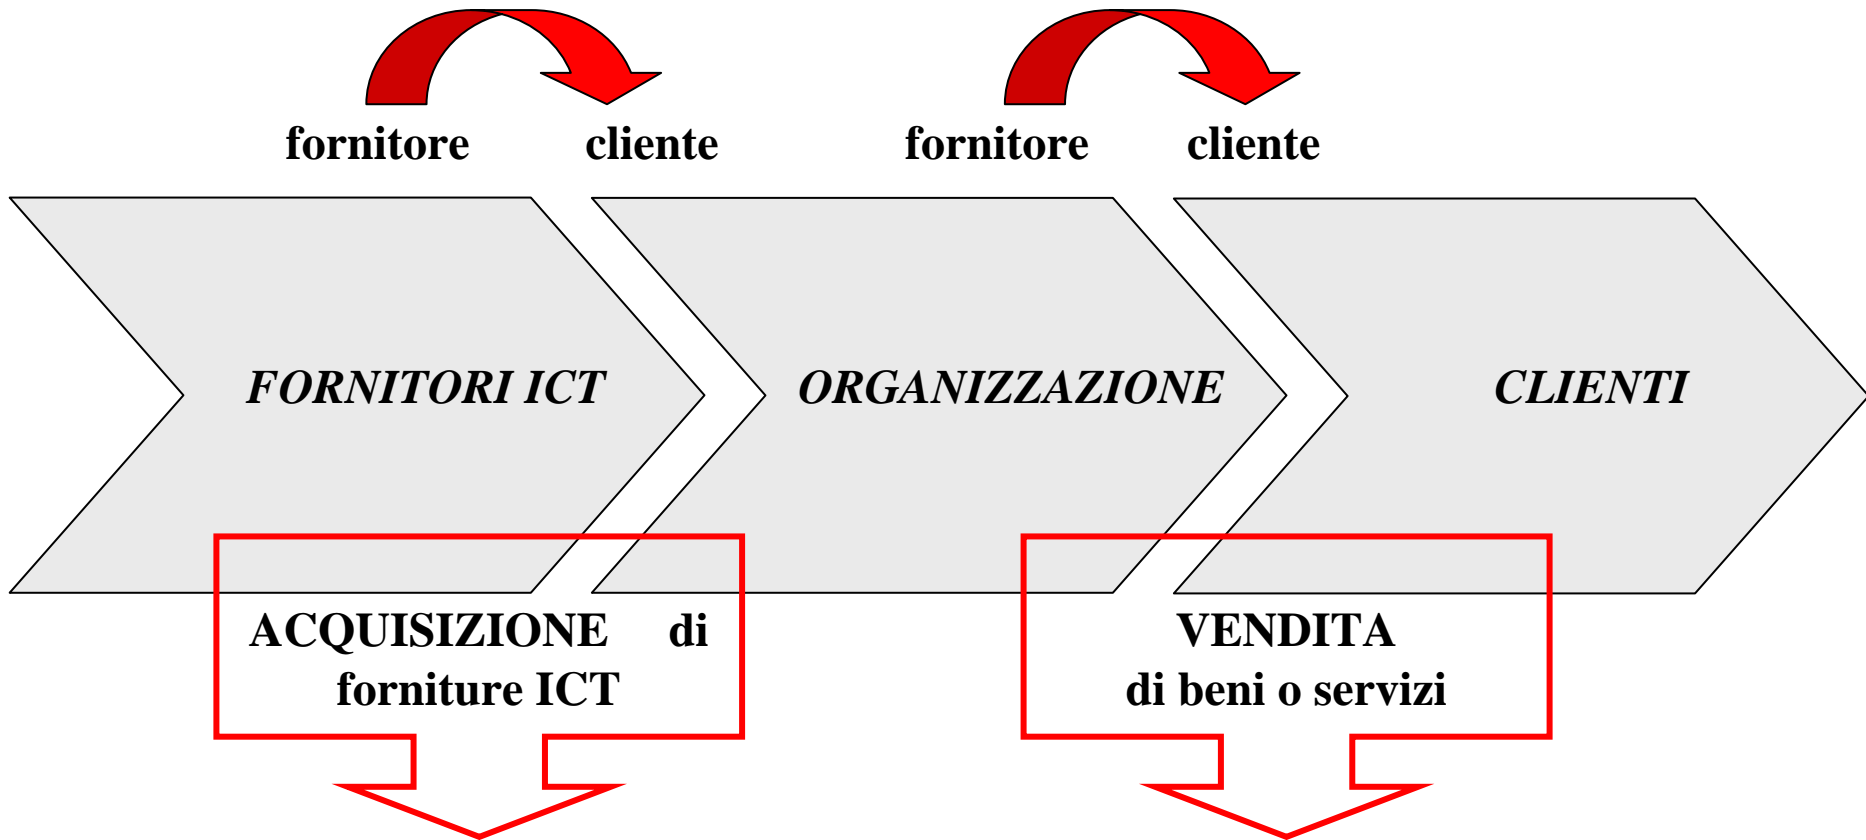 fornitore cliente fornitore cliente
FORNITORI ICT ORGANIZZAZIONE CLIENTI
ACQUISIZIONE di
forniture ICT
VENDITA
di beni o servizi